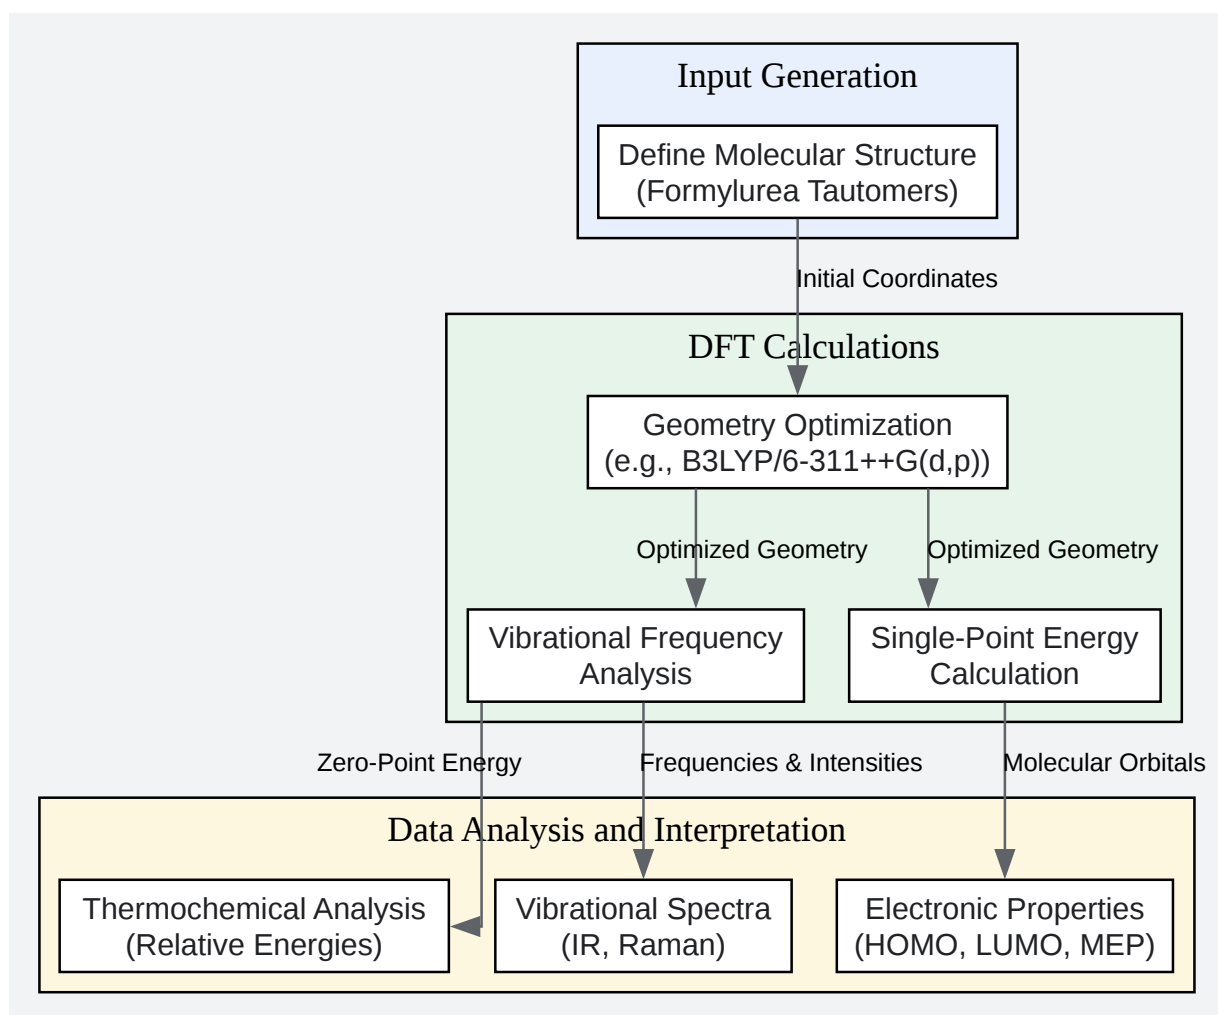 Input Generation
Define Molecular Structure
(Formylurea Tautomers)
Initial Coordinates
DFT Calculations
Geometry Optimization
(e.g., B3LYP/6-311++G(d,p))
Optimized Geometry
Optimized Geometry
Vibrational Frequency
Analysis
Single-Point Energy
Calculation
Zero-Point Energy
Frequencies & Intensities
Molecular Orbitals
Data Analysis and Interpretation
Thermochemical Analysis
(Relative Energies)
Vibrational Spectra
(IR, Raman)
Electronic Properties
(HOMO, LUMO, MEP)